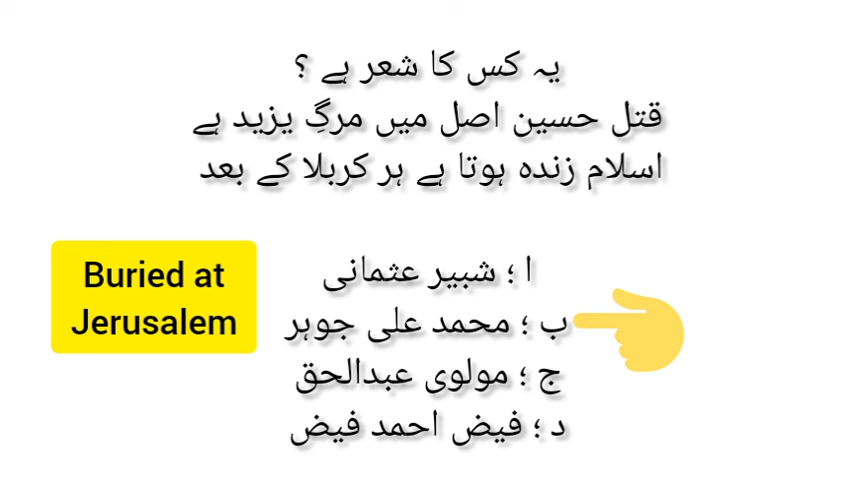 یہ کس کا شعر ہے ؟
قتل حسین اصل میں مرگِ یزید ہے
اسلام زندہ ہوتا ہے ہر کربلا کے بعد
ا ؛ شبیر عثمانی
ب ؛ محمد علی جوہر
ج ؛ مولوی عبدالحق
د ؛ فیض احمد فیض
Buried at
Jerusalem